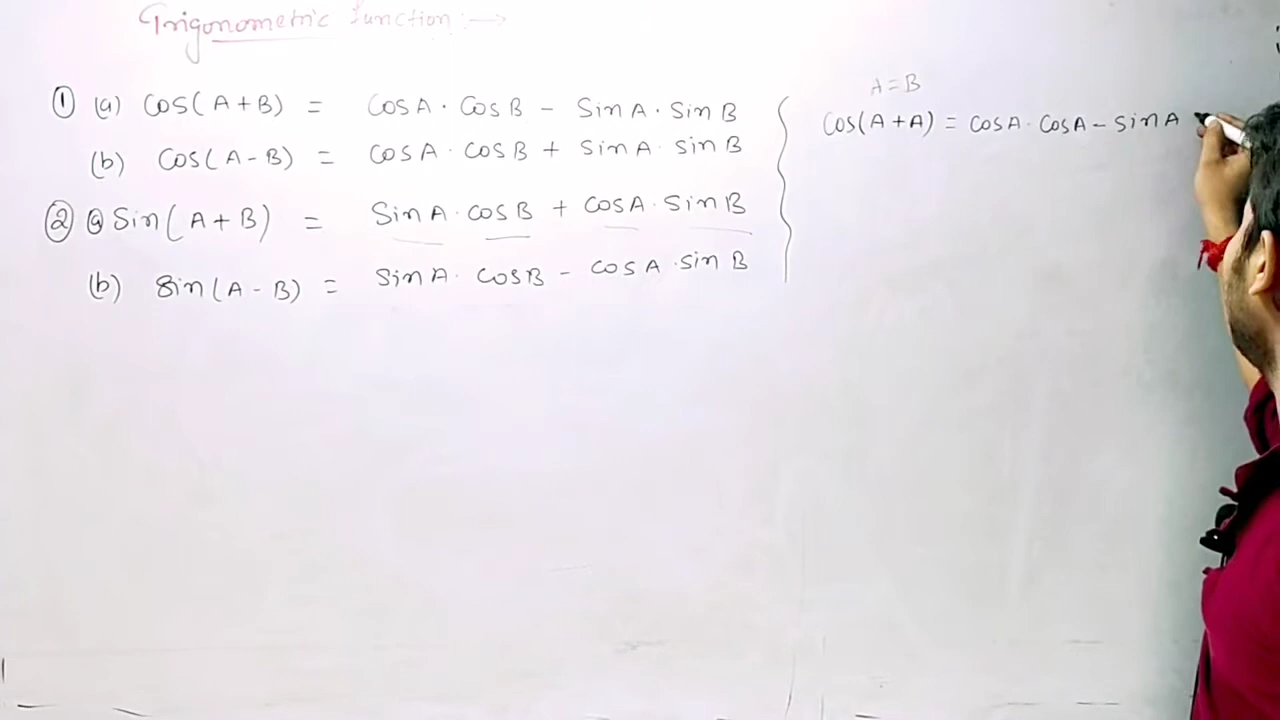 Trigonometric function :→
① (a) cos(A+B) = cosA · cosB − sinA · sinB
(b) cos(A−B) = cosA · cosB + sinA · sinB
② (a) sin(A+B) = sinA · cosB + cosA · sinB
(b) sin(A−B) = sinA · cosB − cosA · sinB
A=B
cos(A+A) = cosA · cosA − sinA